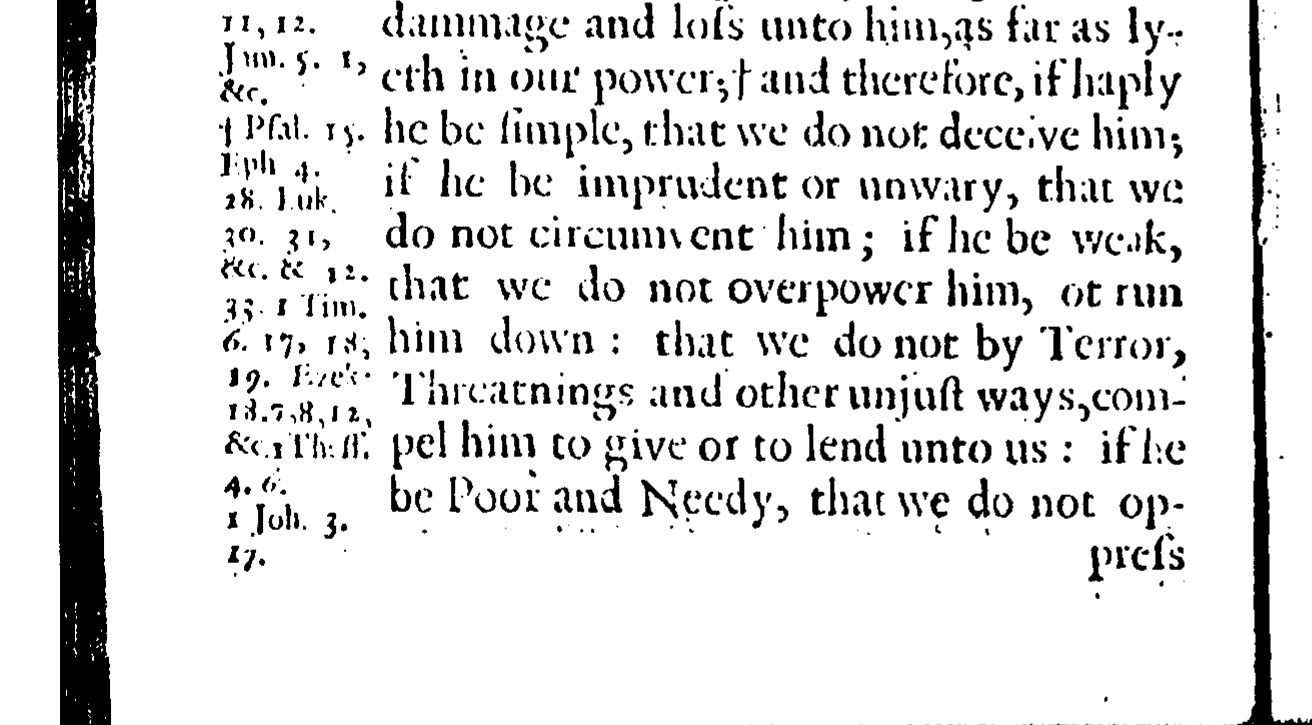 11, 12.
Jam. 5. 1,
&c.
† Psal. 15.
Eph 4.
28. Luk.
30. 31,
&c. & 12.
33. 1 Tim.
6. 17, 18,
19. Ezek.
18.7,8,12,
&c. 1 Thess.
4. 6.
1 Joh. 3.
17.
dammage and loſs unto him, as far as ly-
eth in our power; † and therefore, if haply
he be ſimple, that we do not deceive him;
if he be imprudent or unwary, that we
do not circumvent him; if he be weak,
that we do not overpower him, ot run
him down: that we do not by Terror,
Threatnings and other unjuſt ways, com-
pel him to give or to lend unto us: if he
be Poor and Needy, that we do not op-
preſs